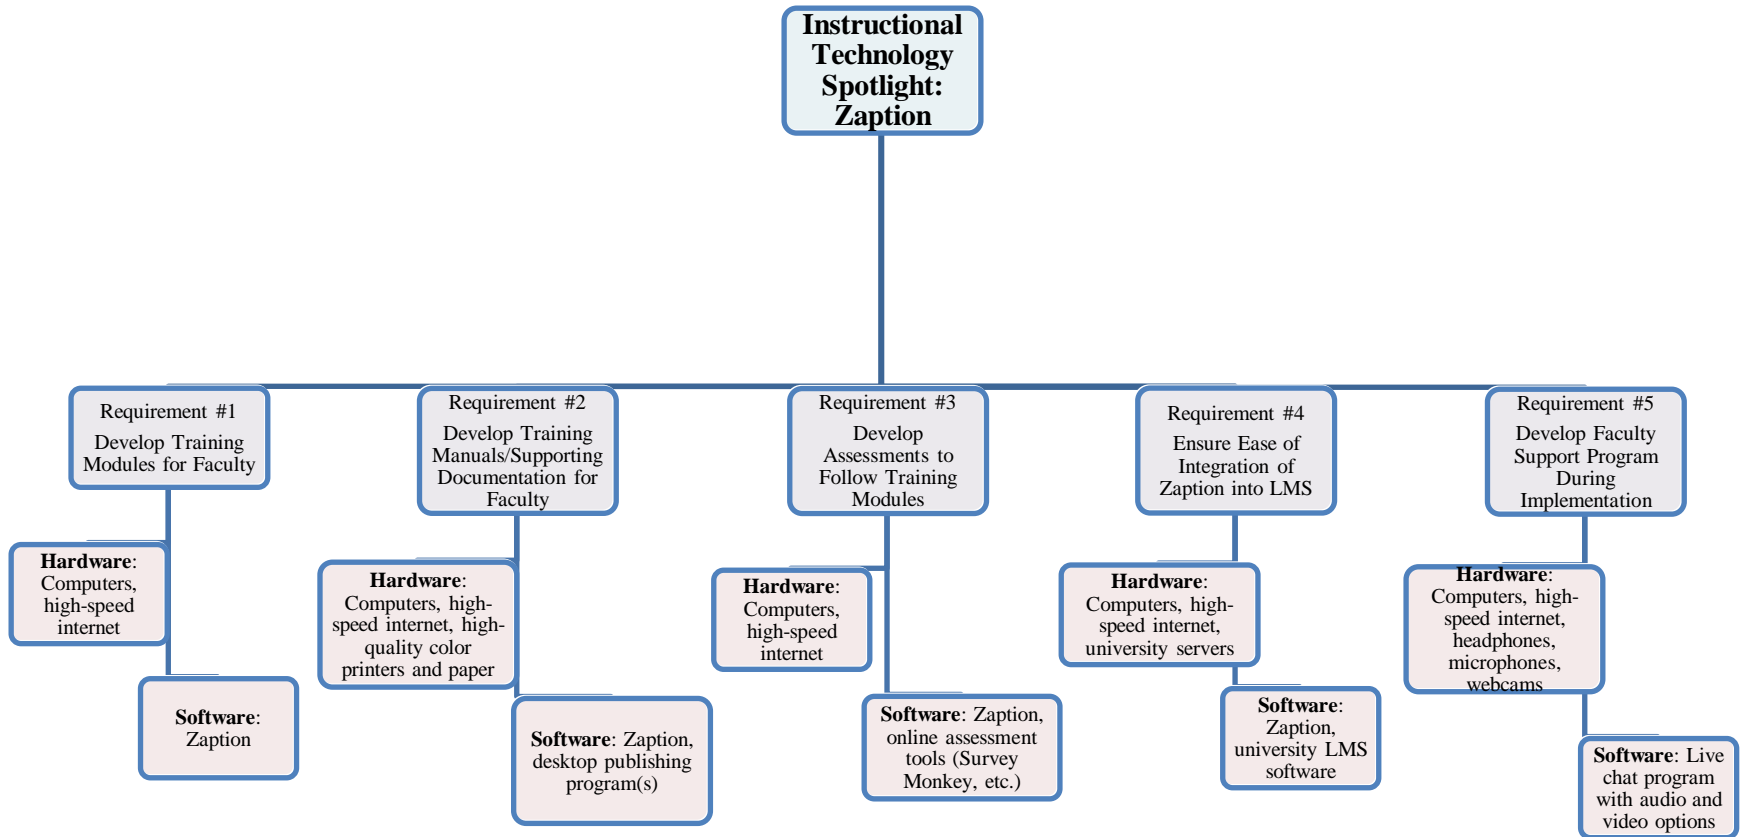 Instructional
Technology
Spotlight:
Zaption
Requirement #1
Develop Training
Modules for Faculty
Hardware:
Computers,
high-speed
internet
Software:
Zaption
Requirement #2
Develop Training
Manuals/Supporting
Documentation for
Faculty
Hardware:
Computers, high-
speed internet, high-
quality color
printers and paper
Software: Zaption,
desktop publishing
program(s)
Requirement #3
Develop
Assessments to
Follow Training
Modules
Hardware:
Computers,
high-speed
internet
Software: Zaption,
online assessment
tools (Survey
Monkey, etc.)
Requirement #4
Ensure Ease of
Integration of
Zaption into LMS
Hardware:
Computers, high-
speed internet,
university servers
Software:
Zaption,
university LMS
software
Requirement #5
Develop Faculty
Support Program
During
Implementation
Hardware:
Computers, high-
speed internet,
headphones,
microphones,
webcams
Software: Live
chat program
with audio and
video options